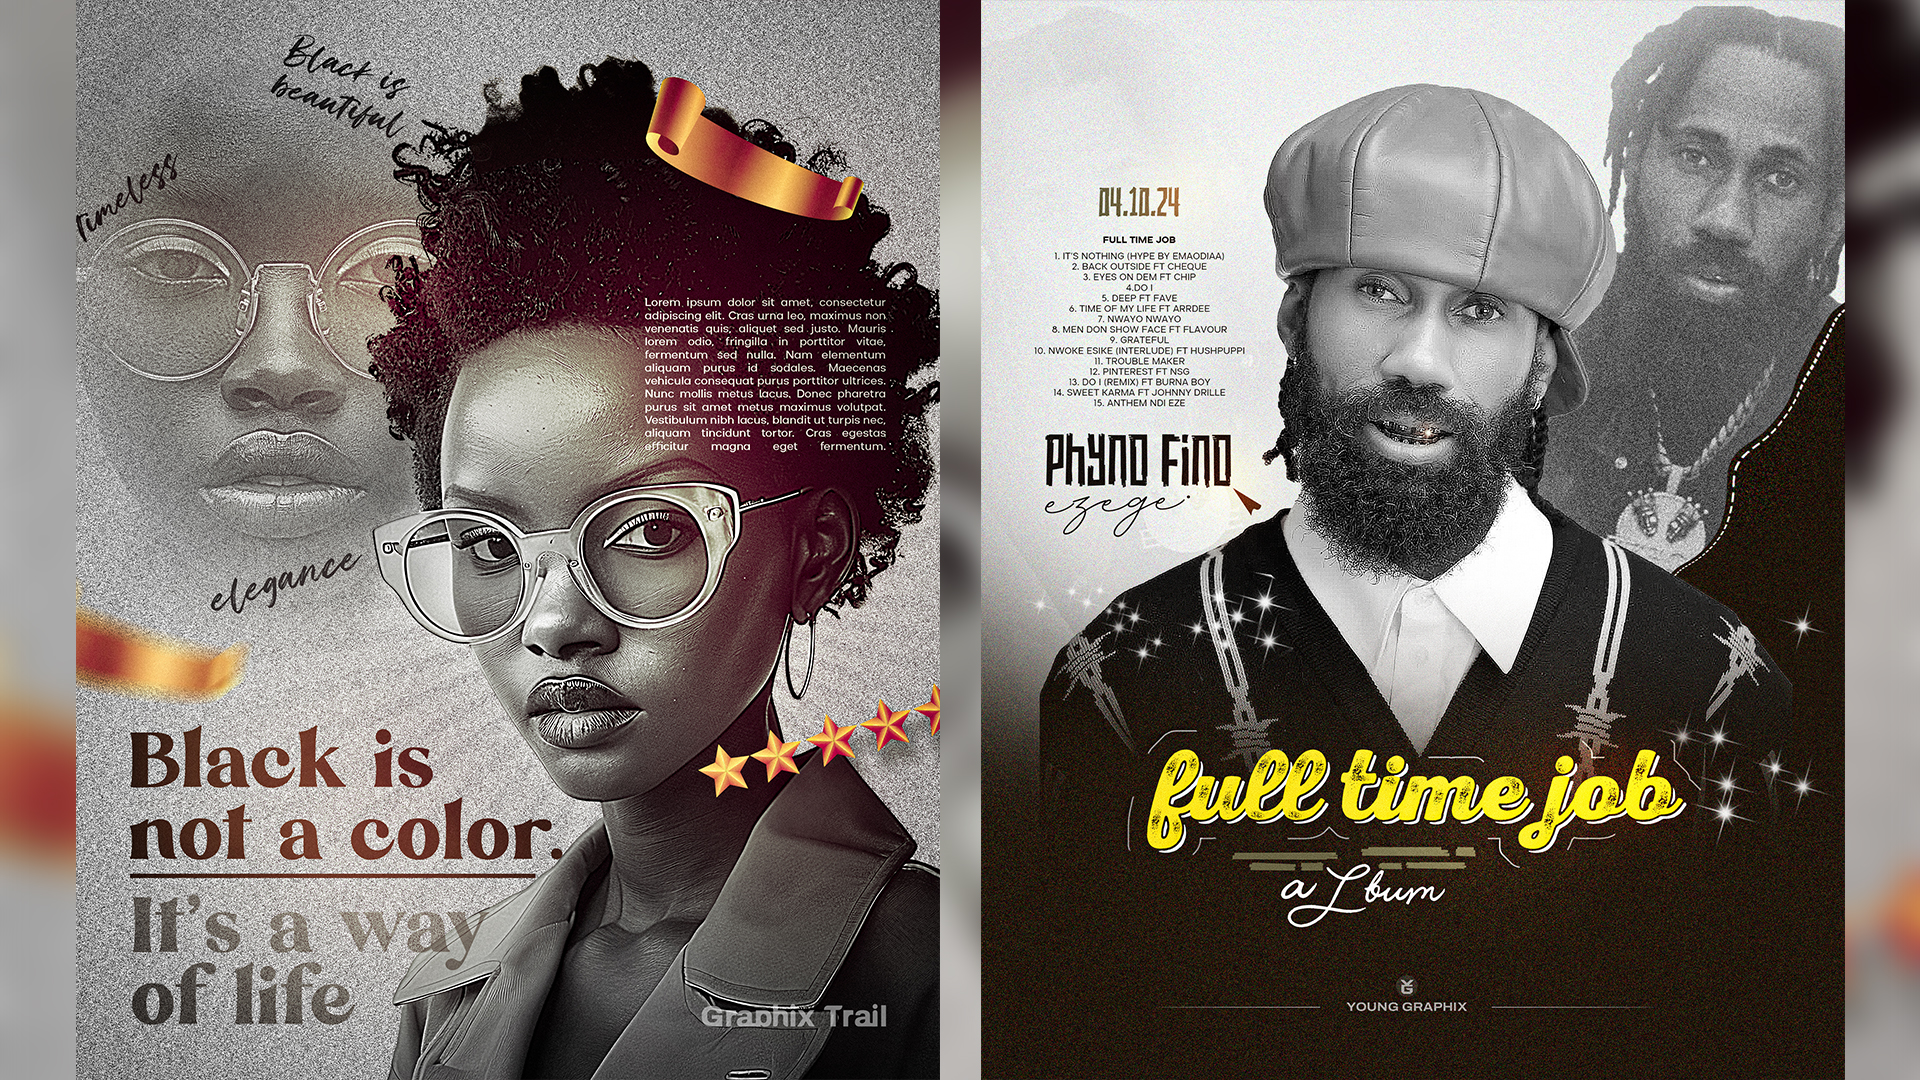 Black is
beautiful
timeless
Lorem ipsum dolor sit amet, consectetur
adipiscing elit. Cras urna leo, maximus non
venenatis quis, aliquet sed justo. Mauris
lorem odio, fringilla in porttitor vitae,
fermentum sed nulla. Nam elementum
aliquam purus id sodales. Maecenas
vehicula consequat purus porttitor ultrices.
Nunc mollis metus lacus. Donec pharetra
purus sit amet metus maximus volutpat.
Vestibulum nibh lacus, blandit ut turpis nec,
aliquam tincidunt tortor. Cras egestas
efficitur magna eget fermentum.
elegance
Black is
not a color.
It's a way
of life
Graphix Trail
04.10.24
FULL TIME JOB
1. IT'S NOTHING (HYPE BY EMAODIAA)
2. BACK OUTSIDE FT CHEQUE
3. EYES ON DEM FT CHIP
4.DO I
5. DEEP FT FAVE
6. TIME OF MY LIFE FT ARRDEE
7. NWAYO NWAYO
8. MEN DON SHOW FACE FT FLAVOUR
9. GRATEFUL
10. NWOKE ESIKE (INTERLUDE) FT HUSHPUPPI
11. TROUBLE MAKER
12. PINTEREST FT NSG
13. DO I (REMIX) FT BURNA BOY
14. SWEET KARMA FT JOHNNY DRILLE
15. ANTHEM NDI EZE
PhyNO FiNO
ezege
full time job
aLbum
YG
YOUNG GRAPHIX